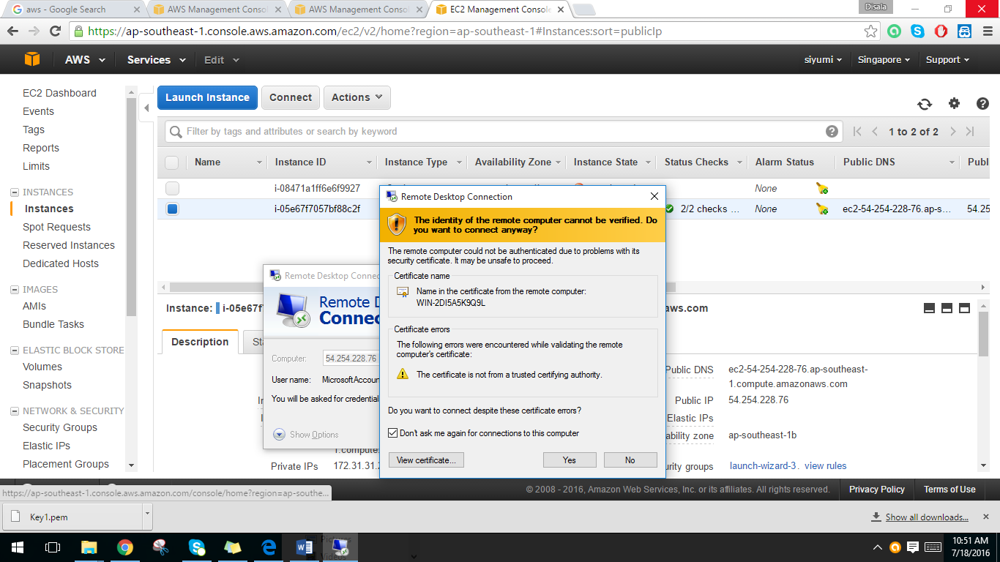 aws - Google Search
AWS Management Conso
AWS Management Conso
EC2 Management Console
Disala
https://ap-southeast-1.console.aws.amazon.com/ec2/v2/home?region=ap-southeast-1#Instances:sort=publicIp
AWS Services Edit
siyumi Singapore Support
EC2 Dashboard
Events
Tags
Reports
Limits
INSTANCES
Instances
Spot Requests
Reserved Instances
Dedicated Hosts
IMAGES
AMIs
Bundle Tasks
ELASTIC BLOCK STORE
Volumes
Snapshots
NETWORK & SECURITY
Security Groups
Elastic IPs
Placement Groups
Launch Instance Connect Actions
Filter by tags and attributes or search by keyword
1 to 2 of 2
Name Instance ID Instance Type Availability Zone Instance State Status Checks Alarm Status Public DNS Publ
i-08471a1ff6e6f9927 None
i-05e67f7057bf88c2f 2/2 checks ... None ec2-54-254-228-76.ap-s... 54.25
Instance: i-05e67f aws.com
Description Sta
Remote Desktop Connec
Remote D
Connec
Computer: 54.254.228.76
User name: MicrosoftAccoun
You will be asked for credential
Show Options
1.compute.
Private IPs 172.31.31.2
Remote Desktop Connection
The identity of the remote computer cannot be verified. Do
you want to connect anyway?
The remote computer could not be authenticated due to problems with its
security certificate. It may be unsafe to proceed.
Certificate name
Name in the certificate from the remote computer:
WIN-2DI5A5K9Q9L
Certificate errors
The following errors were encountered while validating the remote
computer's certificate:
The certificate is not from a trusted certifying authority.
Do you want to connect despite these certificate errors?
Don't ask me again for connections to this computer
View certificate... Yes No
Public DNS ec2-54-254-228-76.ap-southeast-
1.compute.amazonaws.com
Public IP 54.254.228.76
Elastic IPs
ability zone ap-southeast-1b
urity groups launch-wizard-3. view rules
© 2008 - 2016, Amazon Web Services, Inc. or its affiliates. All rights reserved. Privacy Policy Terms of Use
https://ap-southeast-1.console.aws.amazon.com/console/home?region=ap-southe...
Key1.pem
Show all downloads...
10:51 AM
7/18/2016